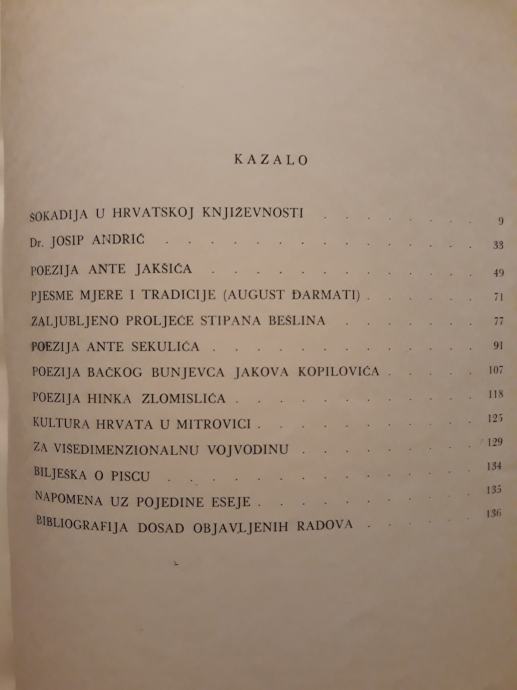 KAZALO
ŠOKADIJA U HRVATSKOJ KNJIŽEVNOSTI . . . . . . . 9
Dr. JOSIP ANDRIĆ . . . . . . . . . . . . 33
POEZIJA ANTE JAKŠIĆA . . . . . . . . . . . 49
PJESME MJERE I TRADICIJE (AUGUST ĐARMATI) . . . . . 71
ZALJUBLJENO PROLJEĆE STIPANA BEŠLINA . . . . . . 77
POEZIJA ANTE SEKULIĆA . . . . . . . . . . . 91
POEZIJA BAČKOG BUNJEVCA JAKOVA KOPILOVIĆA . . . . . 107
POEZIJA HINKA ZLOMISLIĆA . . . . . . . . . . 118
KULTURA HRVATA U MITROVICI . . . . . . . . . 125
ZA VIŠEDIMENZIONALNU VOJVODINU . . . . . . . 129
BILJEŠKA O PISCU . . . . . . . . . . . . 134
NAPOMENA UZ POJEDINE ESEJE . . . . . . . . . 135
BIBLIOGRAFIJA DOSAD OBJAVLJENIH RADOVA . . . . . 136